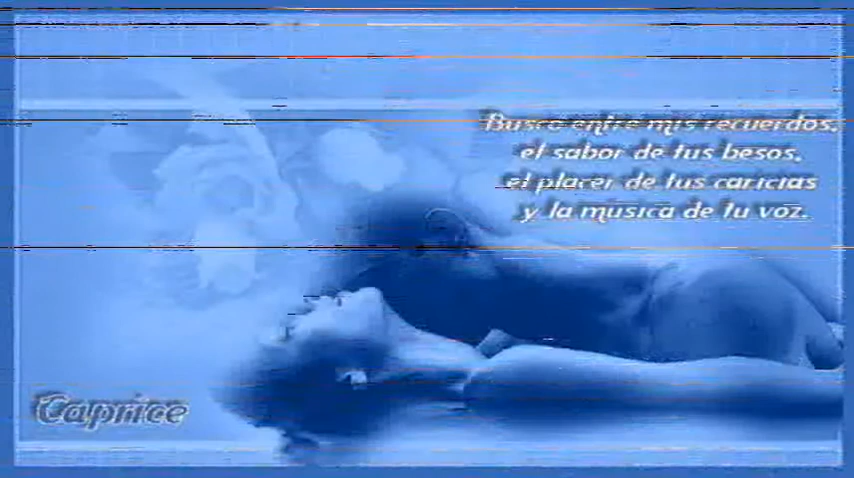 Busco entre mis recuerdos,
el sabor de tus besos,
el placer de tus caricias
y la musica de tu voz.
Caprice